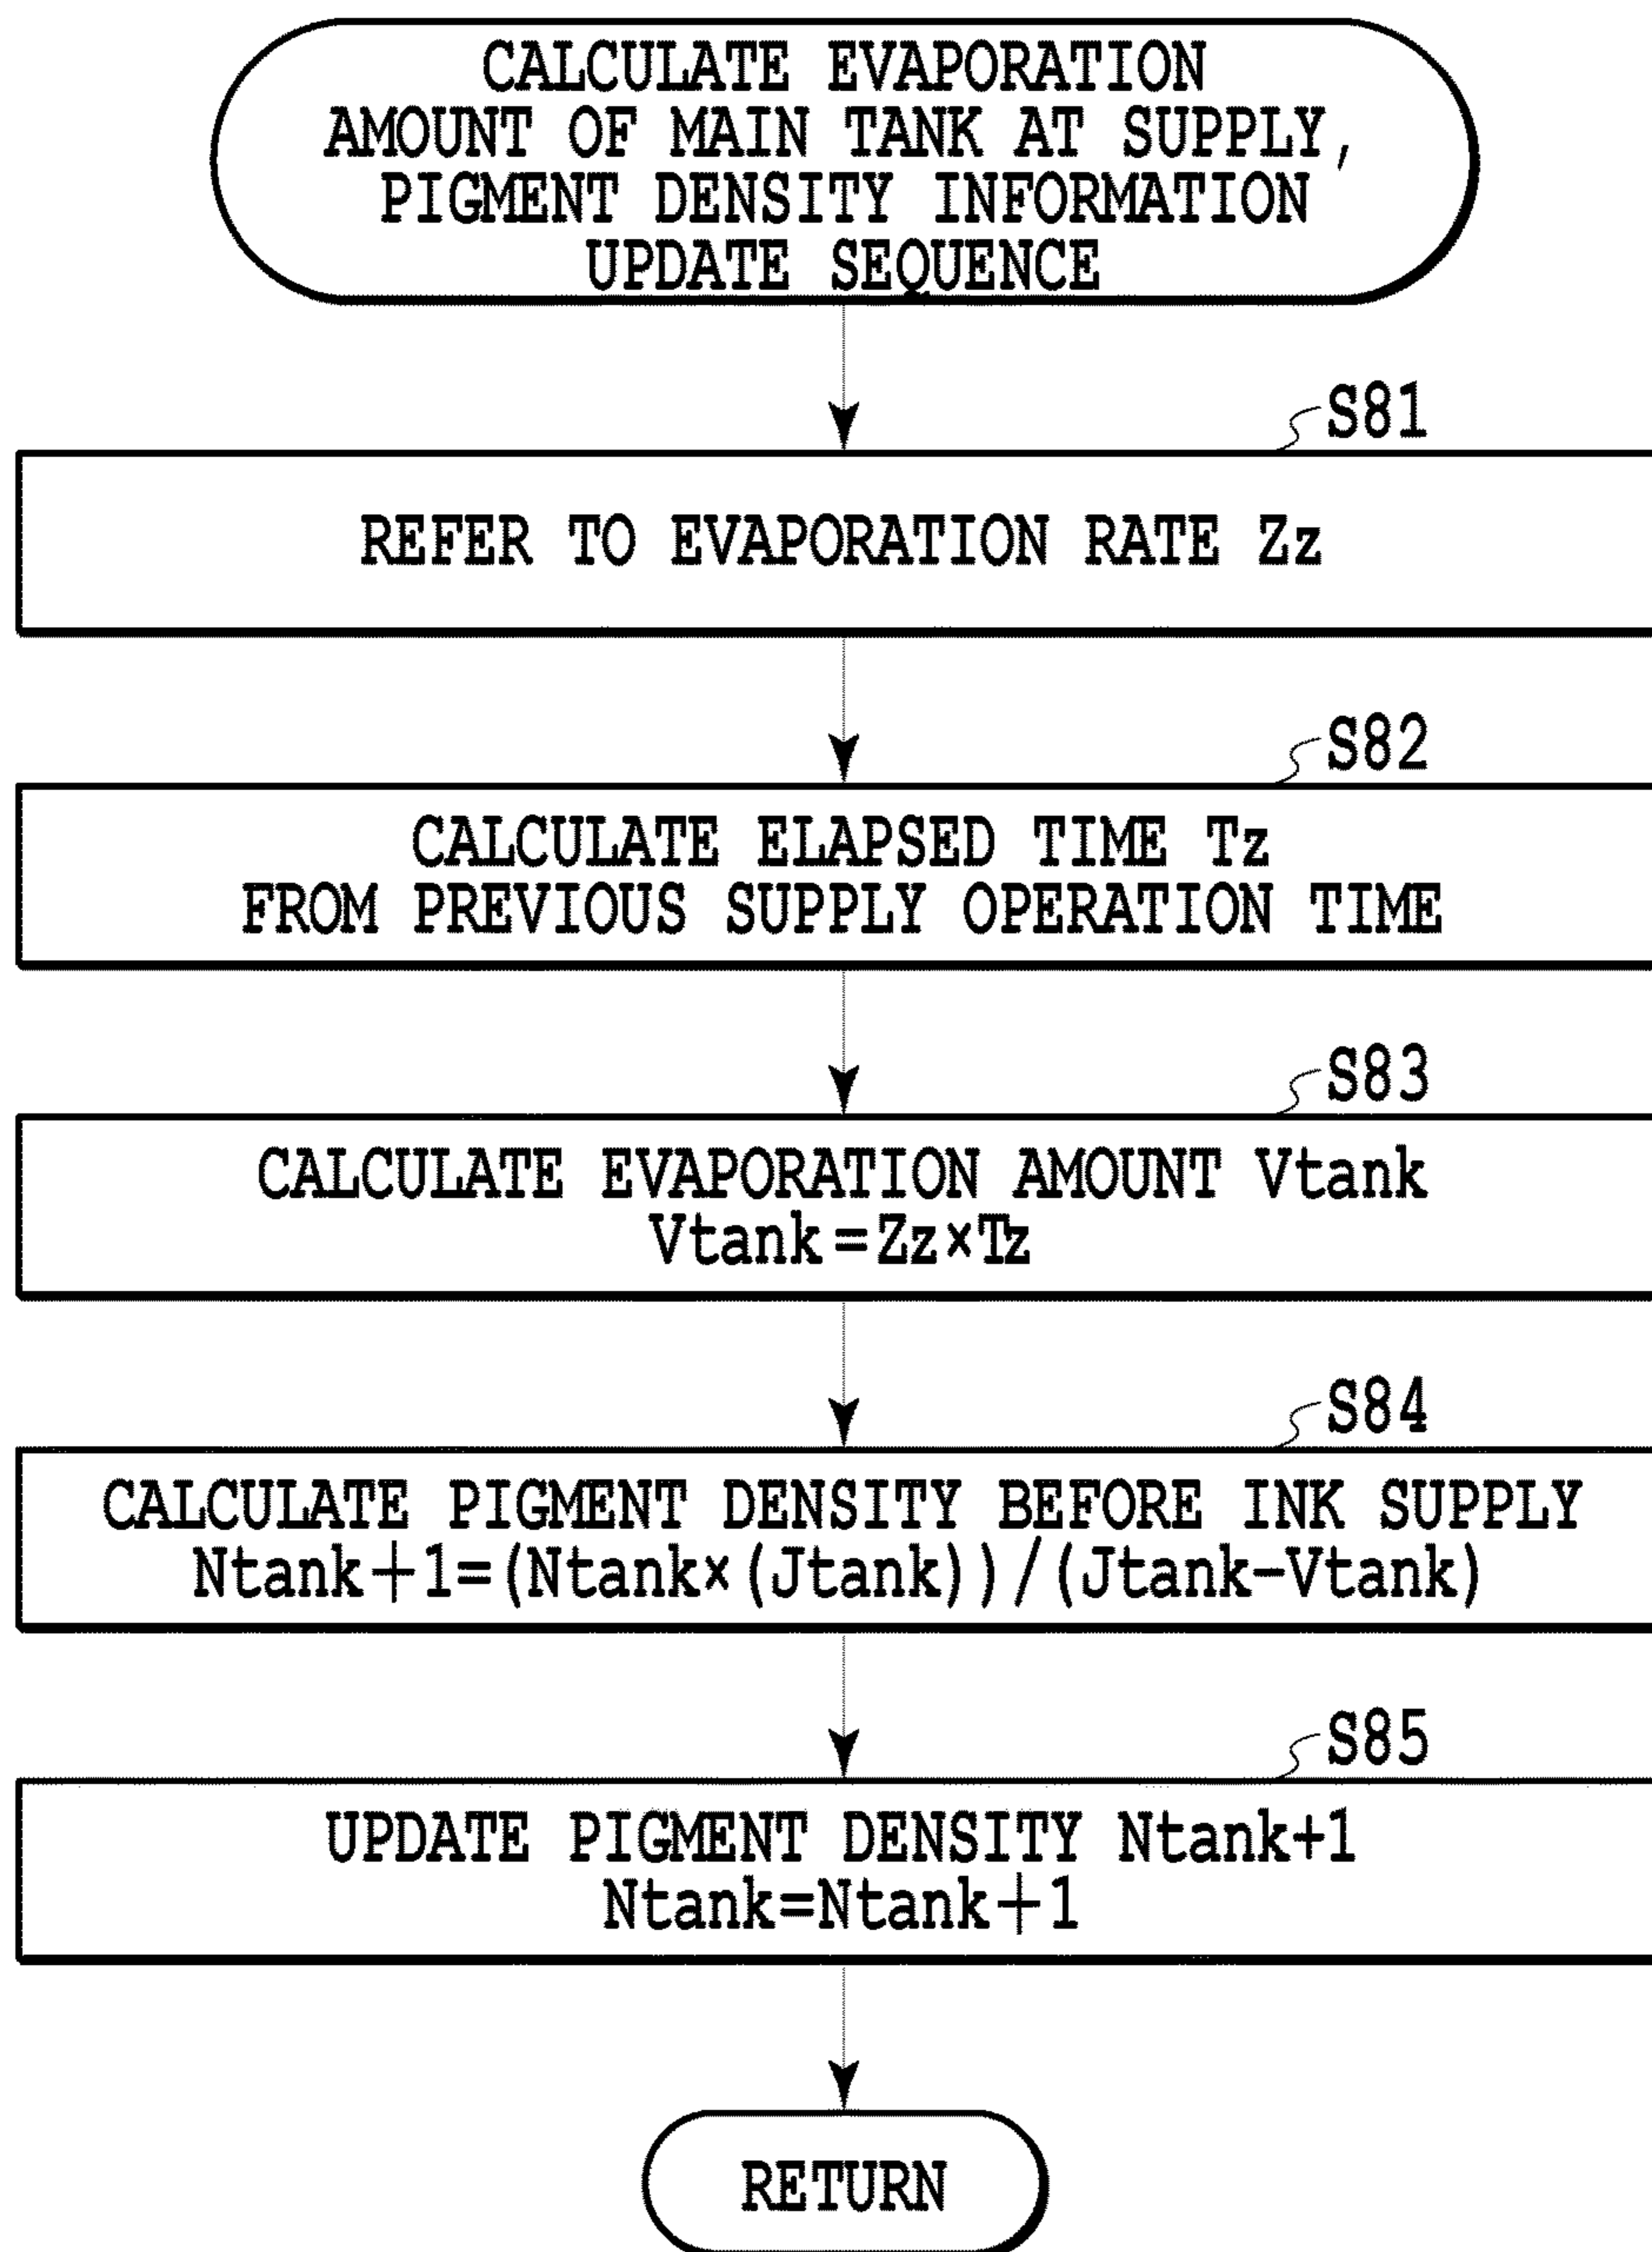 CALCULATE EVAPORATION
AMOUNT OF MAIN TANK AT SUPPLY,
PIGMENT DENSITY INFORMATION
UPDATE SEQUENCE
S81
REFER TO EVAPORATION RATE Zz
S82
CALCULATE ELAPSED TIME Tz
FROM PREVIOUS SUPPLY OPERATION TIME
S83
CALCULATE EVAPORATION AMOUNT Vtank
Vtank=Zz×Tz
S84
CALCULATE PIGMENT DENSITY BEFORE INK SUPPLY
Ntank+1=(Ntank×(Jtank))/(Jtank-Vtank)
S85
UPDATE PIGMENT DENSITY Ntank+1
Ntank=Ntank+1
RETURN